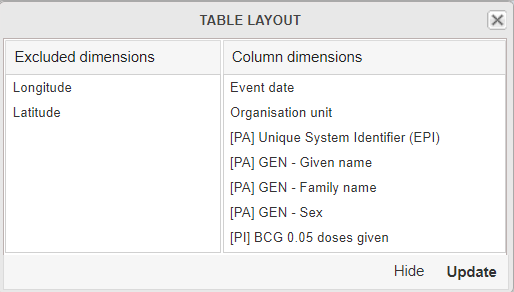 TABLE LAYOUT
Excluded dimensions
Longitude
Latitude
Column dimensions
Event date
Organisation unit
[PA] Unique System Identifier (EPI)
[PA] GEN - Given name
[PA] GEN - Family name
[PA] GEN - Sex
[PI] BCG 0.05 doses given
Hide
Update